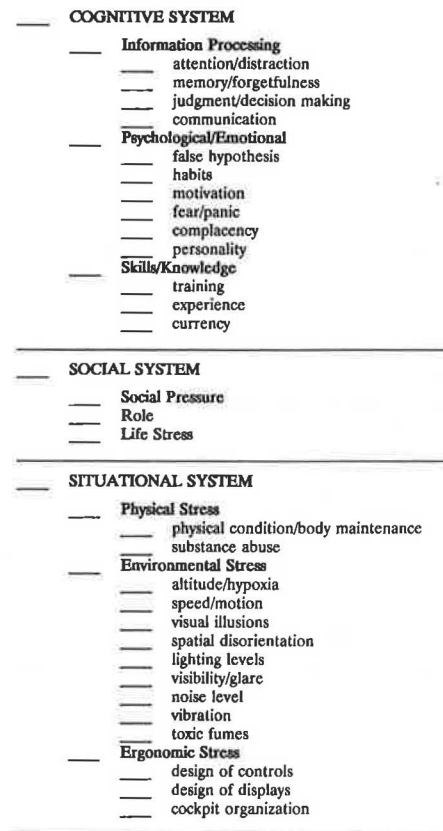 COGNITIVE SYSTEM
Information Processing
attention/distraction
memory/forgetfulness
judgment/decision making
communication
Psychological/Emotional
false hypothesis
habits
motivation
fear/panic
complacency
personality
Skills/Knowledge
training
experience
currency
SOCIAL SYSTEM
Social Pressure
Role
Life Stress
SITUATIONAL SYSTEM
Physical Stress
physical condition/body maintenance
substance abuse
Environmental Stress
altitude/hypoxia
speed/motion
visual illusions
spatial disorientation
lighting levels
visibility/glare
noise level
vibration
toxic fumes
Ergonomic Stress
design of controls
design of displays
cockpit organization